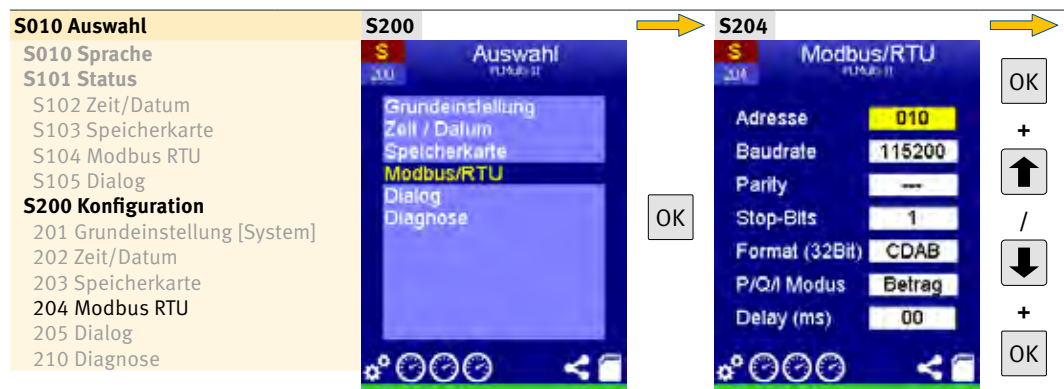 S010 Auswahl
S010 Sprache
S101 Status
S102 Zeit/Datum
S103 Speicherkarte
S104 Modbus RTU
S105 Dialog
S200 Konfiguration
201 Grundeinstellung [System]
202 Zeit/Datum
203 Speicherkarte
204 Modbus RTU
205 Dialog
210 Diagnose
S200
S
200
Auswahl
Grundeinstellung
Zeit / Datum
Speicherkarte
Modbus/RTU
Dialog
Diagnose
OK
S204
S
204
Modbus/RTU
Adresse 010
Baudrate 115200
Parity ---
Stop-Bits 1
Format (32Bit) CDAB
P/Q/I Modus Betrag
Delay (ms) 00
OK
+
/
+
OK